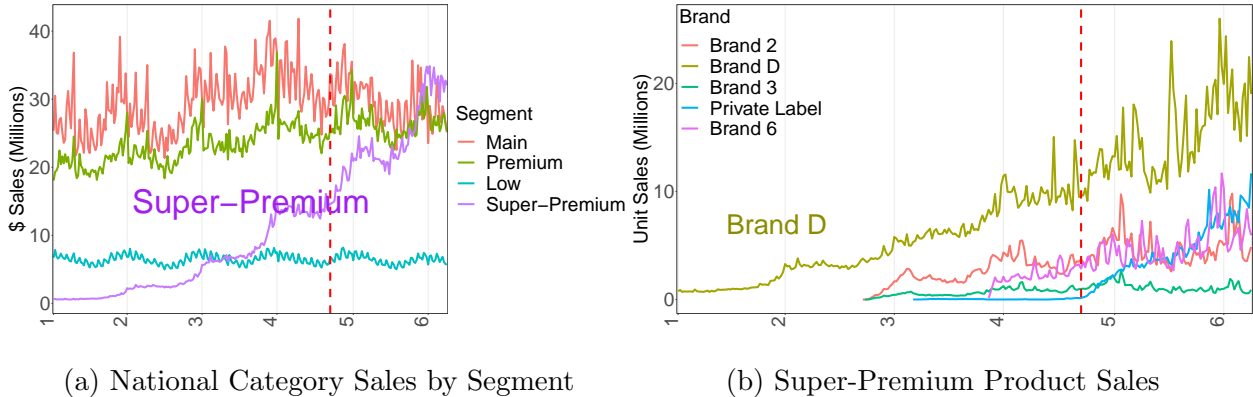 $ Sales (Millions)
40
30
20
10
0
1 2 3 4 5 6
Super−Premium
Segment
Main
Premium
Low
Super−Premium
(a) National Category Sales by Segment
Unit Sales (Millions)
20
10
0
1 2 3 4 5 6
Brand
Brand 2
Brand D
Brand 3
Private Label
Brand 6
Brand D
(b) Super-Premium Product Sales